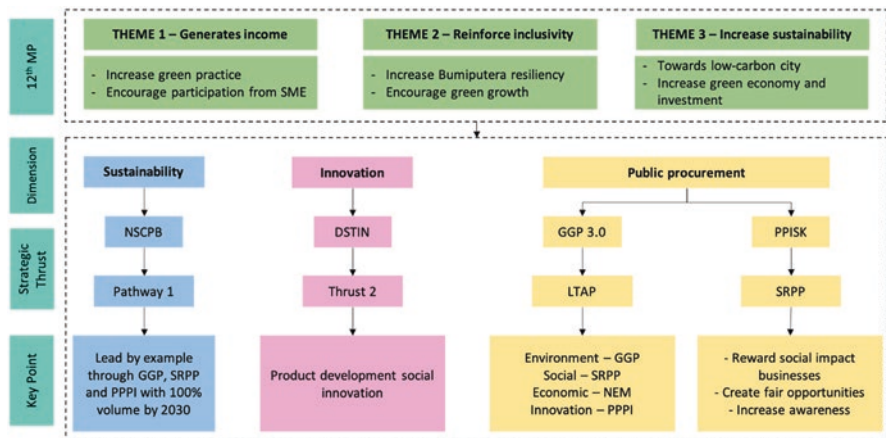 12th MP
THEME 1 – Generates income
- Increase green practice
- Encourage participation from SME
THEME 2 – Reinforce inclusivity
- Increase Bumiputera resiliency
- Encourage green growth
THEME 3 – Increase sustainability
- Towards low-carbon city
- Increase green economy and
investment
Dimension
Sustainability
Innovation
Public procurement
Strategic
Thrust
NSCPB
DSTIN
GGP 3.0
PPISK
Pathway 1
Thrust 2
LTAP
SRPP
Key Point
Lead by example
through GGP, SRPP
and PPPI with 100%
volume by 2030
Product development social
innovation
Environment – GGP
Social – SRPP
Economic – NEM
Innovation – PPPI
- Reward social impact
businesses
- Create fair opportunities
- Increase awareness